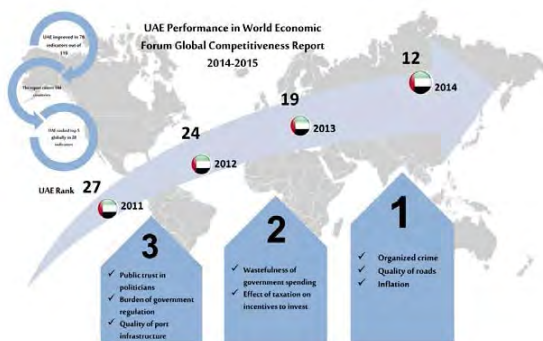 UAE Performance in World Economic
Forum Global Competitiveness Report
2014-2015
UAE improved in 78
indicators out of
The report covers 144
countries
UAE ranked top 5
globally in 20
indicators
UAE Rank
27
2011
24
2012
19
2013
12
2014
3
✓ Public trust in
politicians
✓ Burden of government
regulation
✓ Quality of port
infrastructure
2
✓ Wastefulness of
government spending
✓ Effect of taxation on
incentives to invest
1
✓ Organized crime
✓ Quality of roads
✓ Inflation